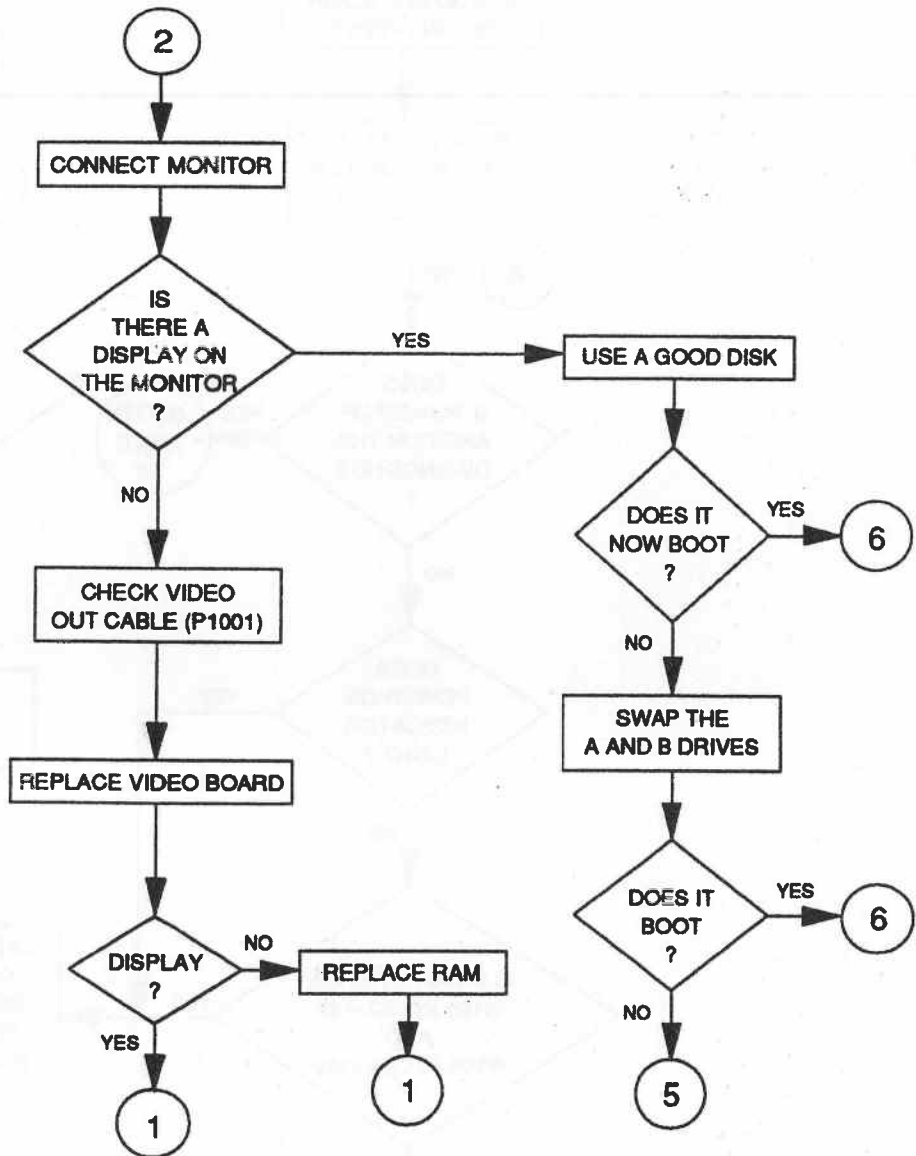 2
CONNECT MONITOR
IS
THERE A
DISPLAY ON
THE MONITOR
?
YES
USE A GOOD DISK
NO
DOES IT
NOW BOOT
?
YES
6
CHECK VIDEO
OUT CABLE (P1001)
NO
SWAP THE
A AND B DRIVES
REPLACE VIDEO BOARD
DOES IT
BOOT
?
YES
6
DISPLAY
?
NO
REPLACE RAM
NO
YES
1
1
5